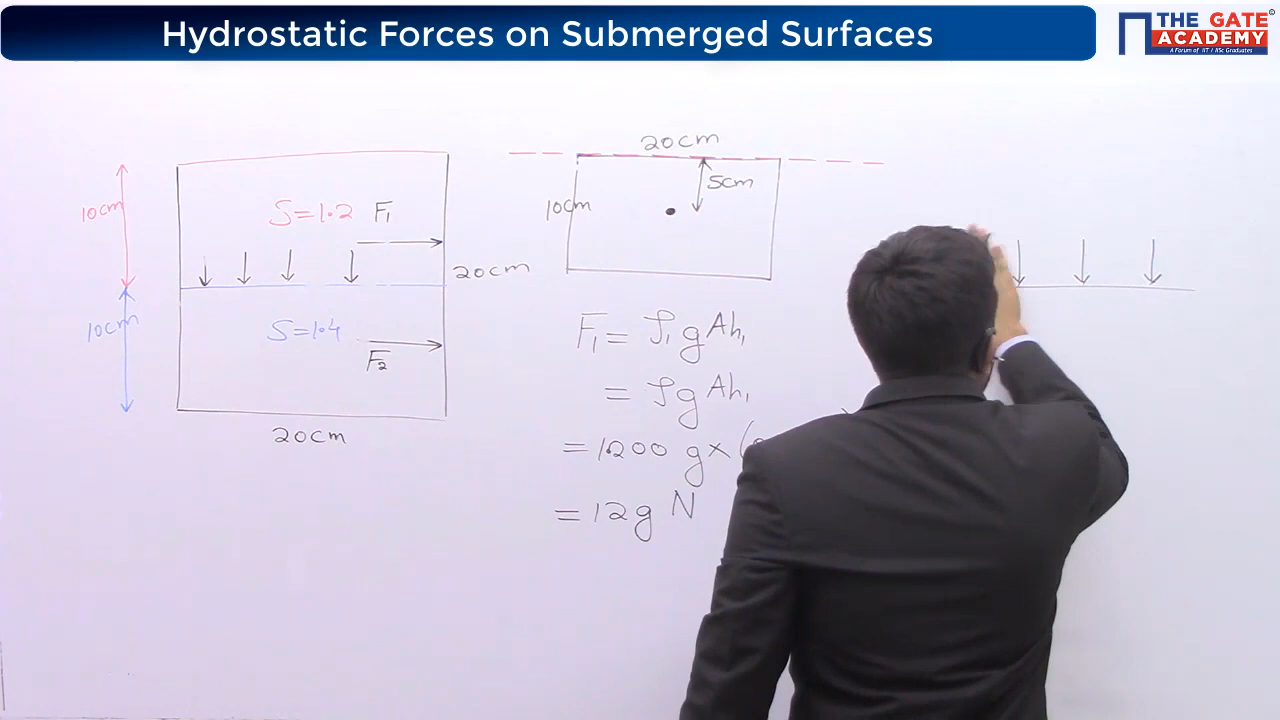 Hydrostatic Forces on Submerged Surfaces
THE GATE ACADEMY
©
A Forum of IIT / IISc Graduates
10cm
S=1.2
F₁
20cm
10cm
S=1.4
F₂
20cm
20cm
5cm
10cm
F₁ = ρ₁ g A h₁
= ρ g A h₁
= 1200 g × (
= 12g N